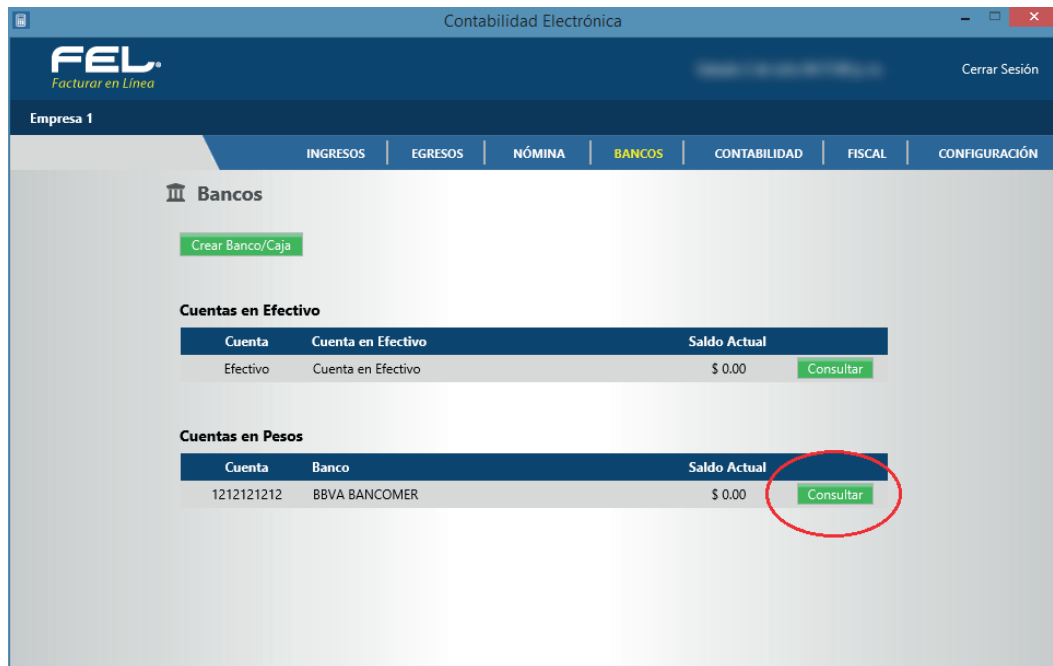 Contabilidad Electrónica
FEL®
Facturar en Línea
Cerrar Sesión
Empresa 1
INGRESOS EGRESOS NÓMINA BANCOS CONTABILIDAD FISCAL CONFIGURACIÓN
Bancos
Crear Banco/Caja
Cuentas en Efectivo
Cuenta Cuenta en Efectivo Saldo Actual
Efectivo Cuenta en Efectivo $ 0.00 Consultar
Cuentas en Pesos
Cuenta Banco Saldo Actual
1212121212 BBVA BANCOMER $ 0.00 Consultar